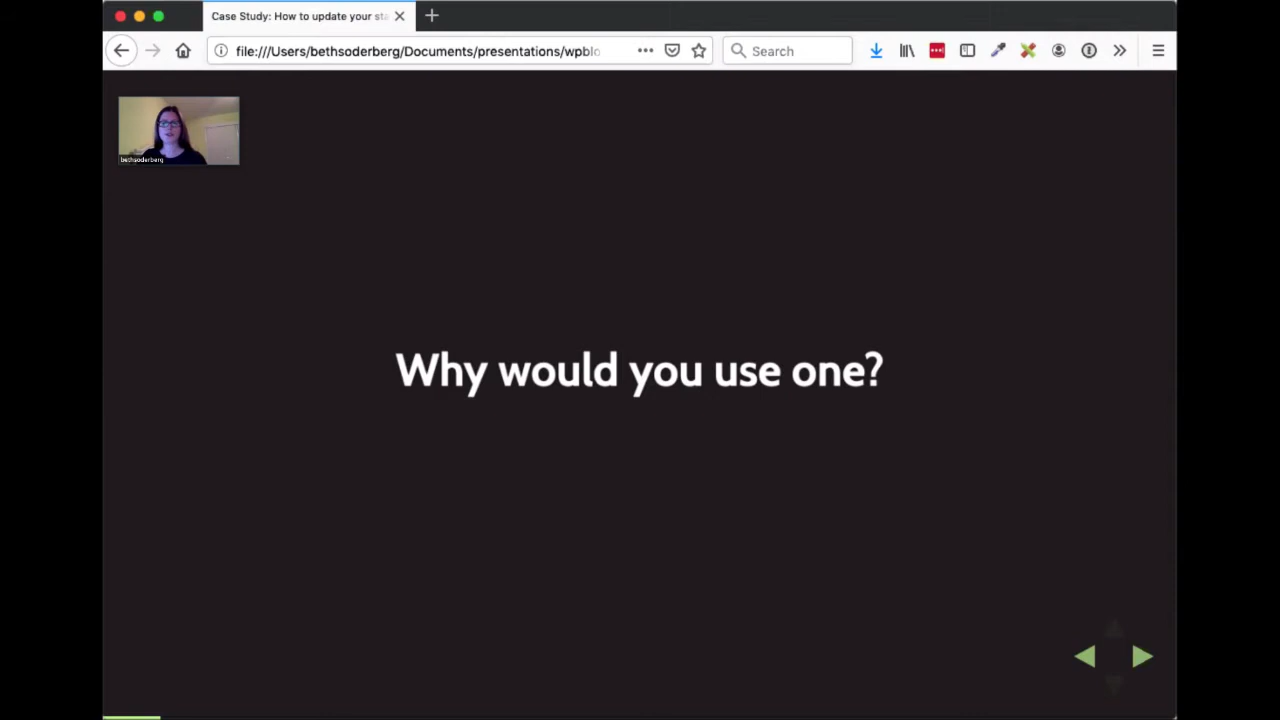 Case Study: How to update your sta
file:///Users/bethsoderberg/Documents/presentations/wpblo
Search
bethsoderberg
Why would you use one?